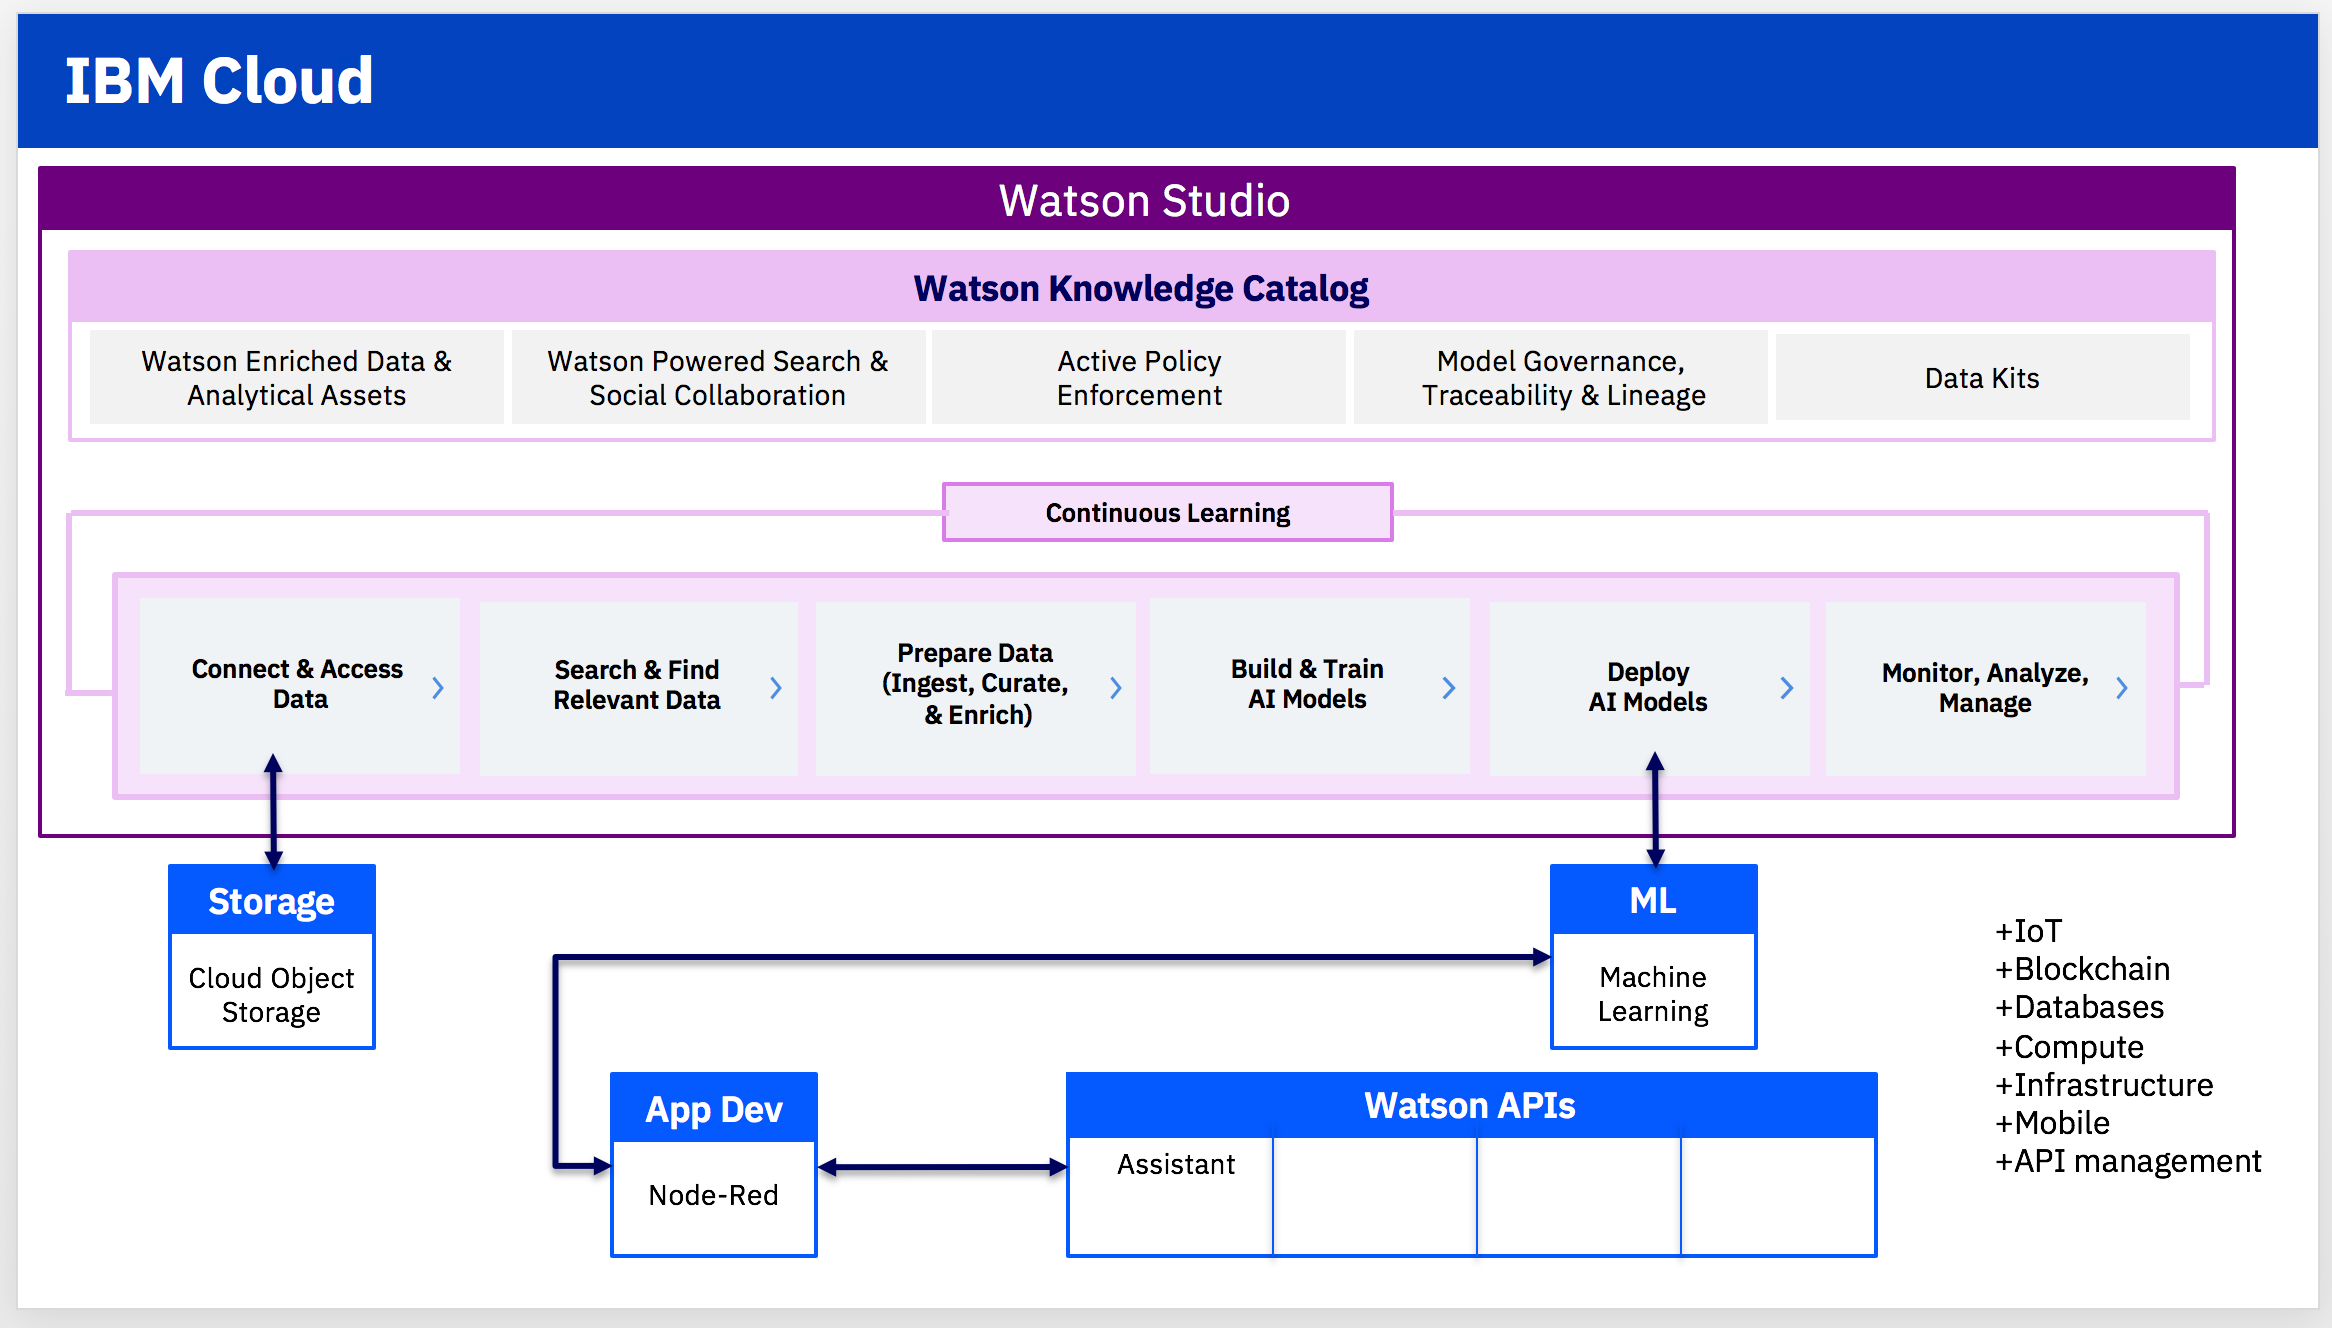 IBM Cloud
Watson Studio
Watson Knowledge Catalog
Watson Enriched Data &
Analytical Assets
Watson Powered Search &
Social Collaboration
Active Policy
Enforcement
Model Governance,
Traceability & Lineage
Data Kits
Continuous Learning
Connect & Access
Data
Search & Find
Relevant Data
Prepare Data
(Ingest, Curate,
& Enrich)
Build & Train
AI Models
Deploy
AI Models
Monitor, Analyze,
Manage
Storage
Cloud Object
Storage
ML
Machine
Learning
App Dev
Node-Red
Watson APIs
Assistant
+IoT
+Blockchain
+Databases
+Compute
+Infrastructure
+Mobile
+API management